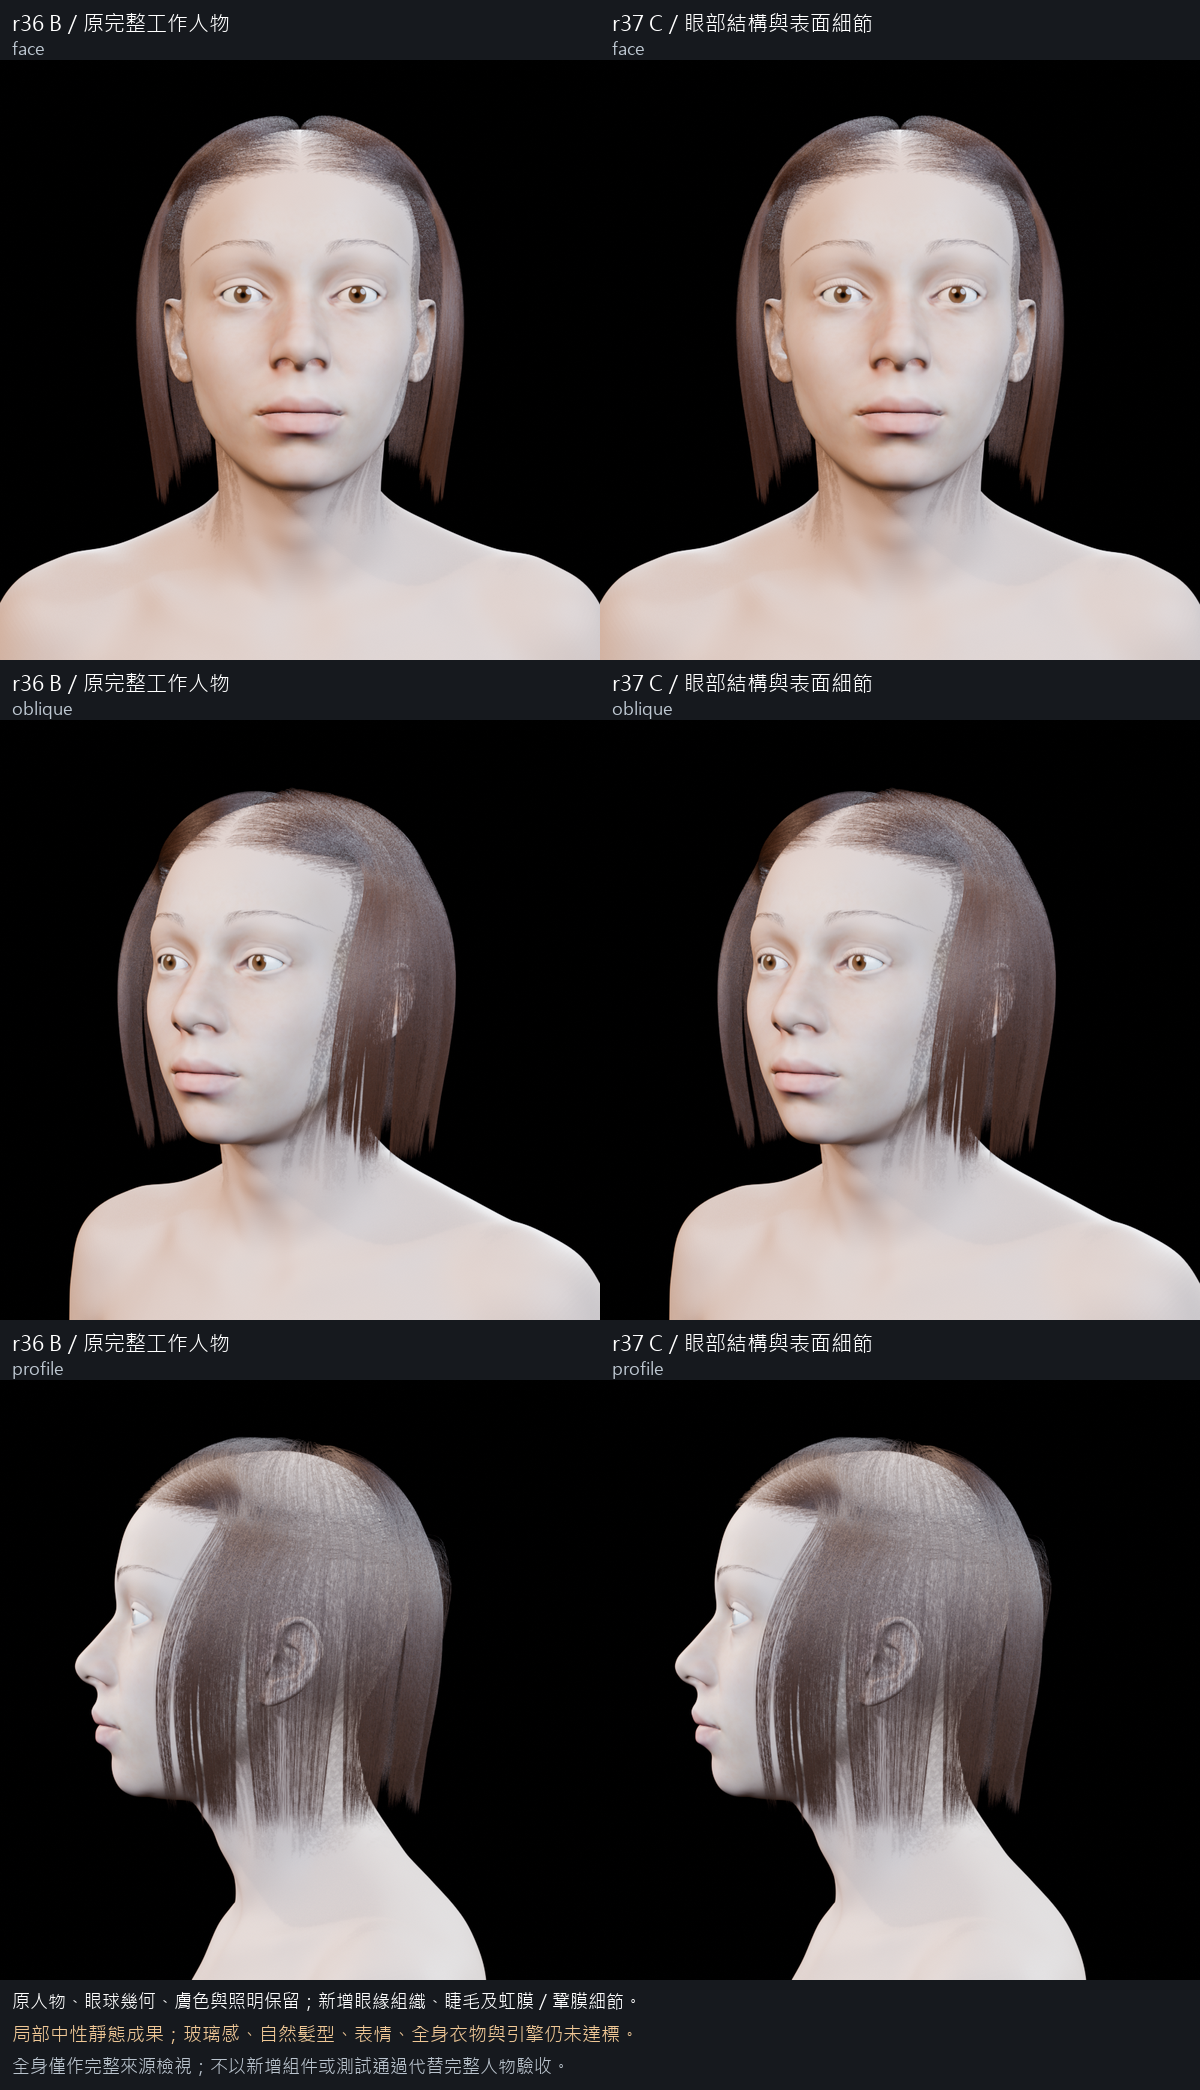 r36 B / 原完整工作人物
face
r37 C / 眼部結構與表面細節
face
r36 B / 原完整工作人物
oblique
r37 C / 眼部結構與表面細節
oblique
r36 B / 原完整工作人物
profile
r37 C / 眼部結構與表面細節
profile
原人物、眼球幾何、膚色與照明保留；新增眼緣組織、睫毛及虹膜 / 鞏膜細節。
局部中性靜態成果；玻璃感、自然髮型、表情、全身衣物與引擎仍未達標。
全身僅作完整來源檢視；不以新增組件或測試通過代替完整人物驗收。